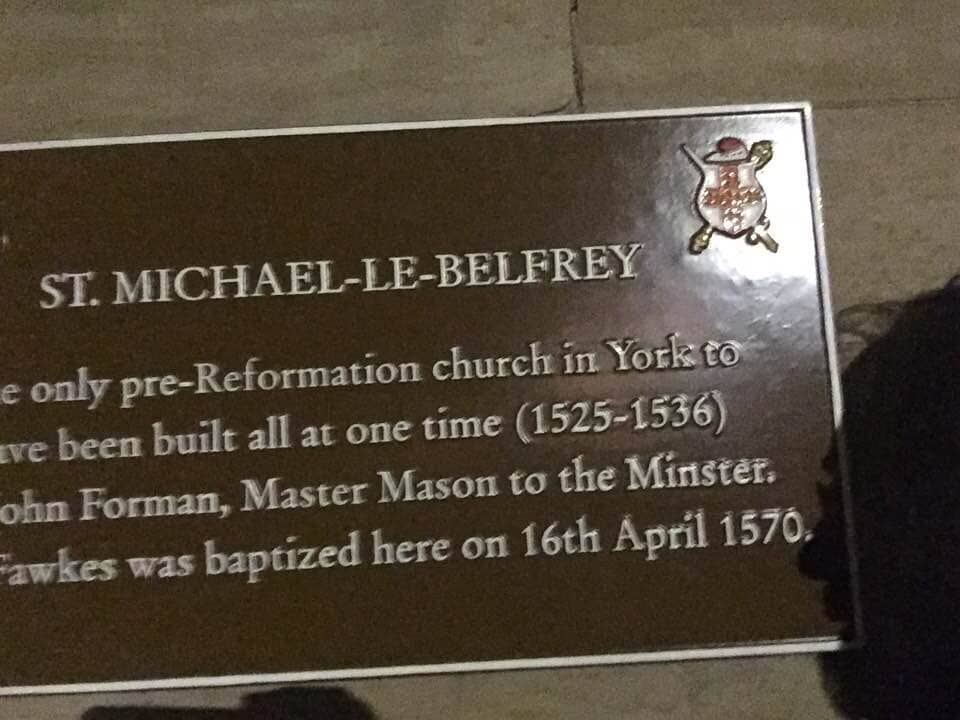 ST. MICHAEL-LE-BELFREY
e only pre-Reformation church in York to
ve been built all at one time (1525-1536)
ohn Forman, Master Mason to the Minster.
Fawkes was baptized here on 16th April 1570.